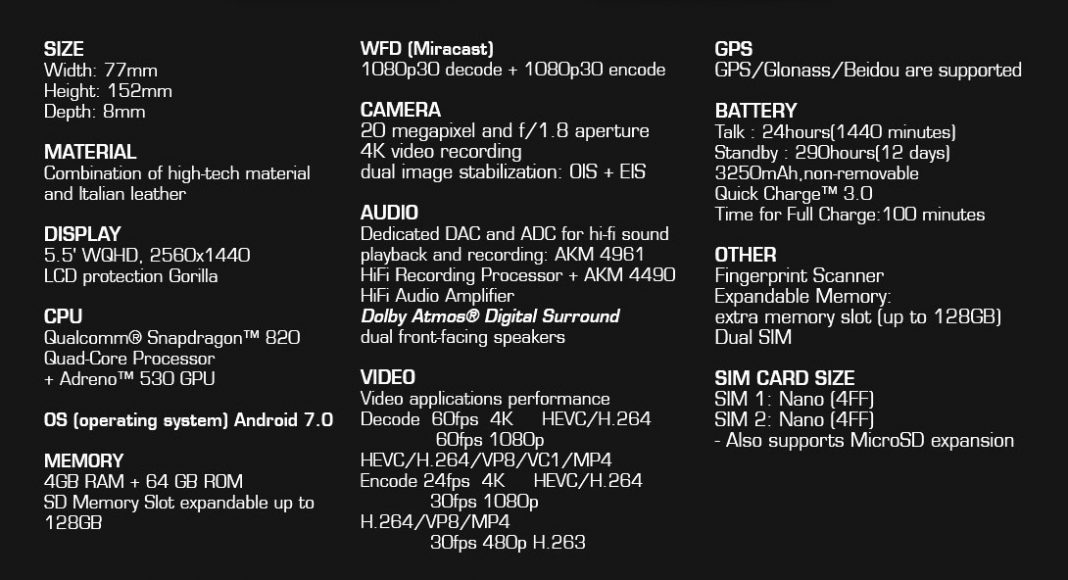 SIZE
Width: 77mm
Height: 152mm
Depth: 8mm
MATERIAL
Combination of high-tech material
and Italian leather
DISPLAY
5.5' WQHD, 2560x1440
LCD protection Gorilla
CPU
Qualcomm® Snapdragon™ 820
Quad-Core Processor
+ Adreno™ 530 GPU
OS (operating system) Android 7.0
MEMORY
4GB RAM + 64 GB ROM
SD Memory Slot expandable up to
128GB
WFD (Miracast)
1080p30 decode + 1080p30 encode
CAMERA
20 megapixel and f/1.8 aperture
4K video recording
dual image stabilization: OIS + EIS
AUDIO
Dedicated DAC and ADC for hi-fi sound
playback and recording: AKM 4961
HiFi Recording Processor + AKM 4490
HiFi Audio Amplifier
Dolby Atmos® Digital Surround
dual front-facing speakers
VIDEO
Video applications performance
Decode 60fps 4K HEVC/H.264
60fps 1080p
HEVC/H.264/VP8/VC1/MP4
Encode 24fps 4K HEVC/H.264
30fps 1080p
H.264/VP8/MP4
30fps 480p H.263
GPS
GPS/Glonass/Beidou are supported
BATTERY
Talk : 24hours(1440 minutes)
Standby : 290hours(12 days)
3250mAh,non-removable
Quick Charge™ 3.0
Time for Full Charge:100 minutes
OTHER
Fingerprint Scanner
Expandable Memory:
extra memory slot (up to 128GB)
Dual SIM
SIM CARD SIZE
SIM 1: Nano (4FF)
SIM 2: Nano (4FF)
- Also supports MicroSD expansion